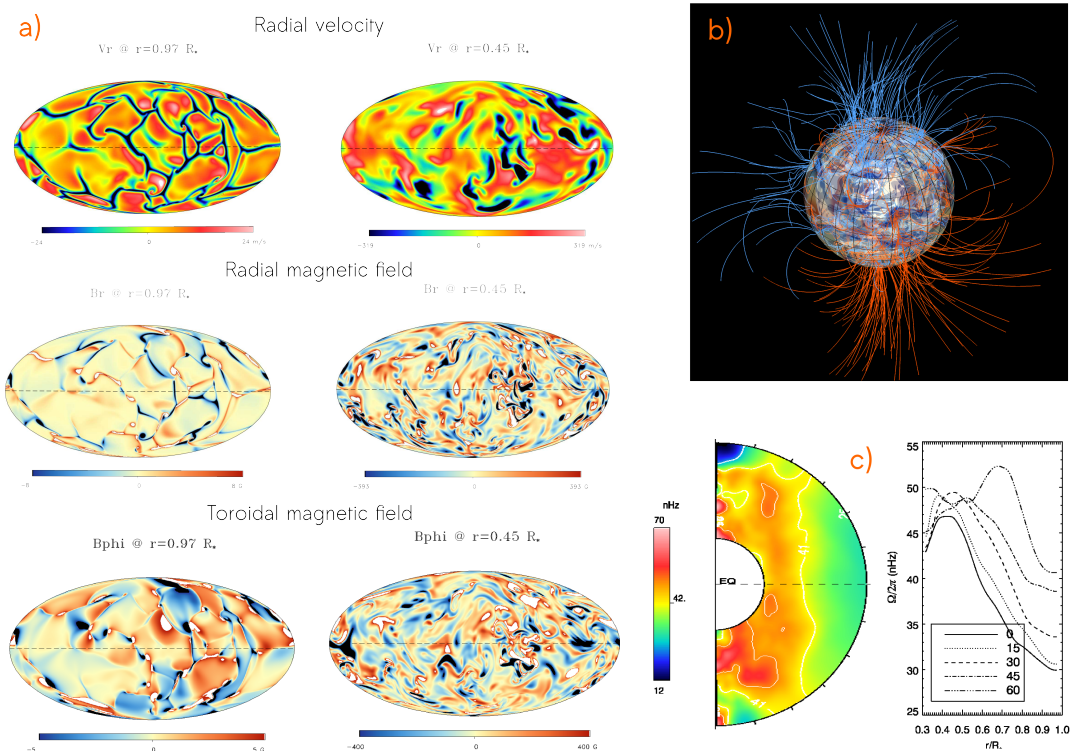 a)
Radial velocity
Vr @ r=0.97 R*
Vr @ r=0.45 R*
-24 0 24 m/s
-319 0 319 m/s
Radial magnetic field
Br @ r=0.97 R*
Br @ r=0.45 R*
-8 0 8 G
-393 0 393 G
Toroidal magnetic field
Bphi @ r=0.97 R*
Bphi @ r=0.45 R*
-5 0 5 G
-400 0 400 G
b)
c)
nHz
70
42.
12
EQ
41
41
Ω/2π (nHz)
55
50
45
40
35
30
25
0
15
30
45
60
0.3 0.4 0.5 0.6 0.7 0.8 0.9 1.0
r/R*